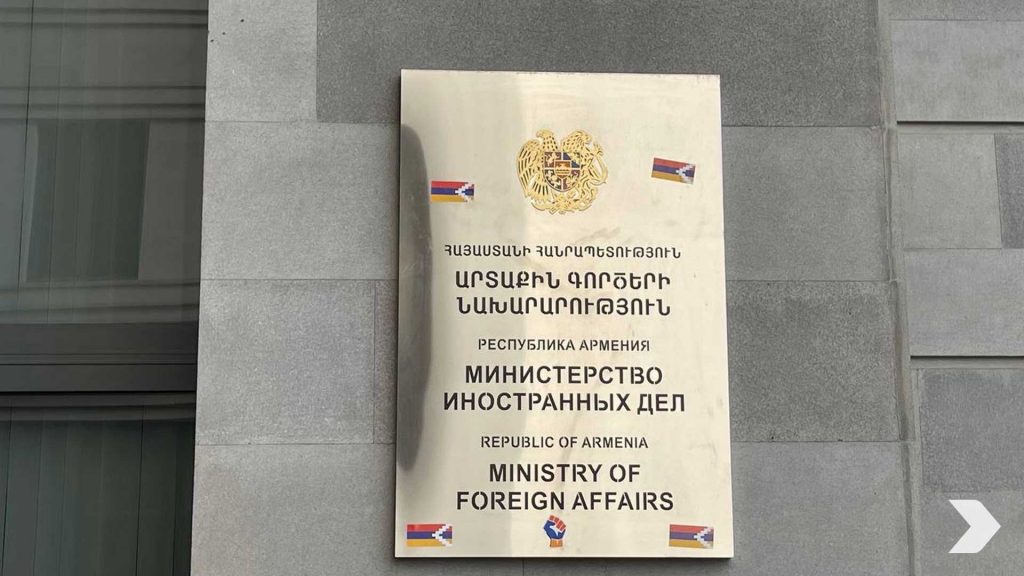 ՀԱՅԱՍՏԱՆԻ ՀԱՆՐԱՊԵՏՈՒԹՅՈՒՆ
ԱՐՏԱՔԻՆ ԳՈՐԾԵՐԻ
ՆԱԽԱՐԱՐՈՒԹՅՈՒՆ
РЕСПУБЛИКА АРМЕНИЯ
МИНИСТЕРСТВО
ИНОСТРАННЫХ ДЕЛ
REPUBLIC OF ARMENIA
MINISTRY OF
FOREIGN AFFAIRS